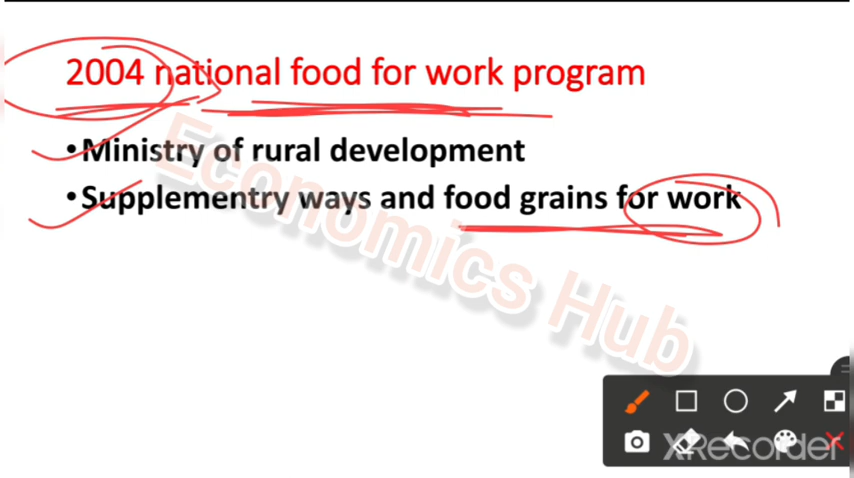 2004 national food for work program
•Ministry of rural development
•Supplementry ways and food grains for work
Economics Hub
XRecorder